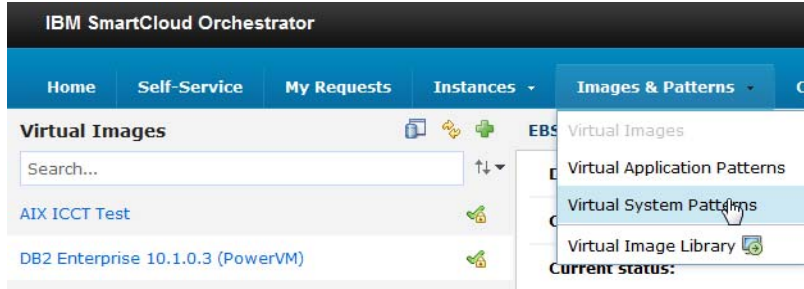 IBM SmartCloud Orchestrator
Home Self-Service My Requests Instances Images & Patterns
Virtual Images
Search...
AIX ICCT Test
DB2 Enterprise 10.1.0.3 (PowerVM)
EBS
Virtual Images
Virtual Application Patterns
Virtual System Patterns
Virtual Image Library
Current status: